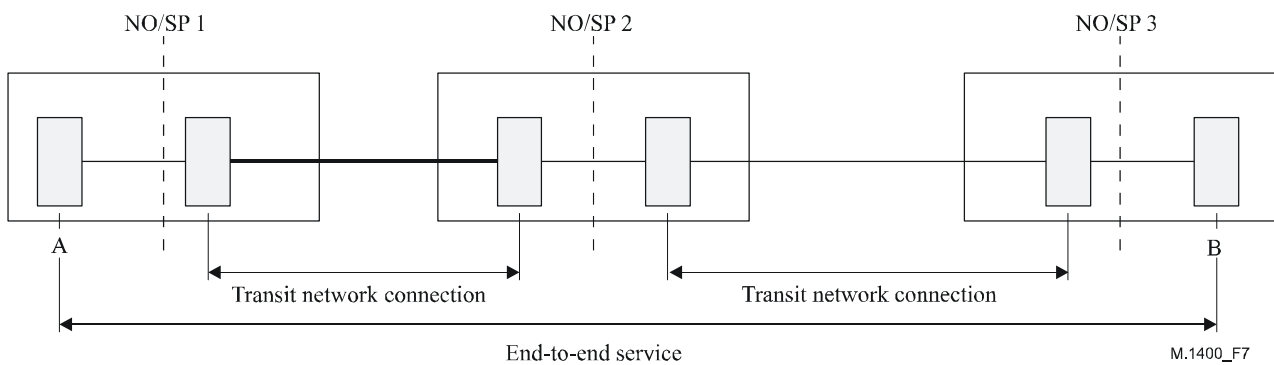 NO/SP 1
NO/SP 2
NO/SP 3
A
B
Transit network connection
Transit network connection
End-to-end service
M.1400_F7